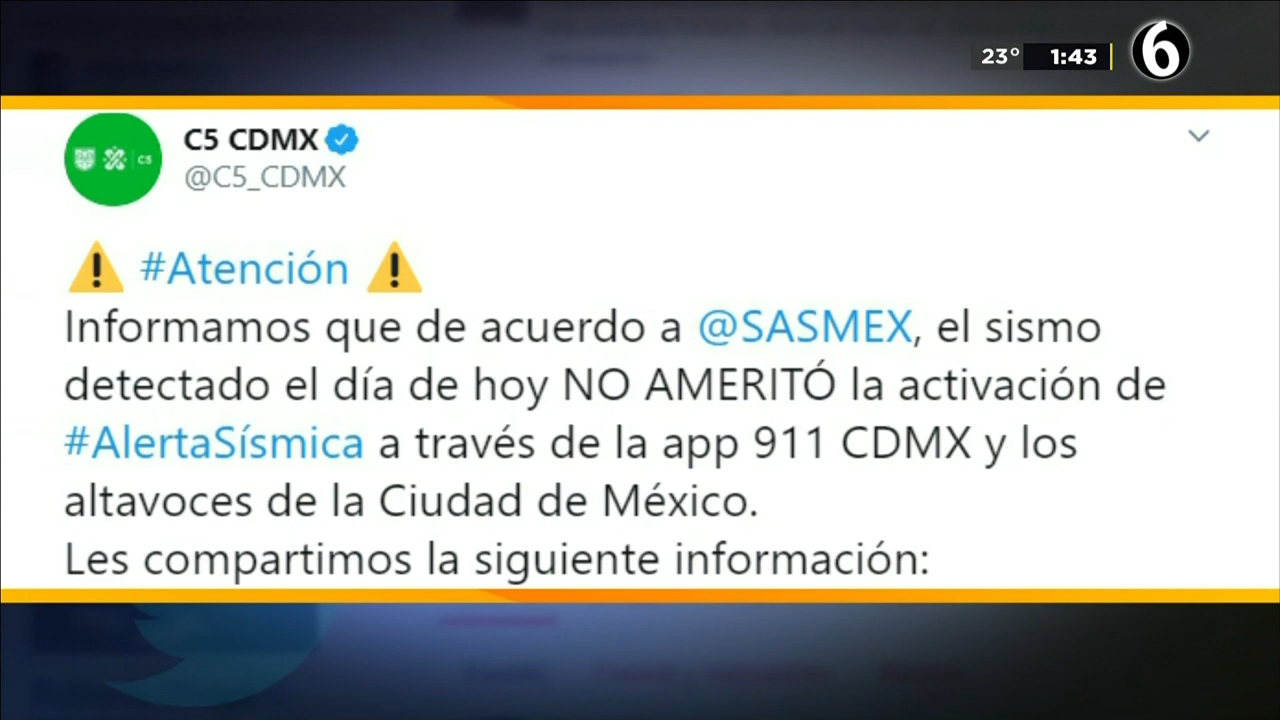 23° 1:43 6
C5 CDMX
@C5_CDMX
C5
#Atención
Informamos que de acuerdo a @SASMEX, el sismo
detectado el día de hoy NO AMERITÓ la activación de
#AlertaSísmica a través de la app 911 CDMX y los
altavoces de la Ciudad de México.
Les compartimos la siguiente información: